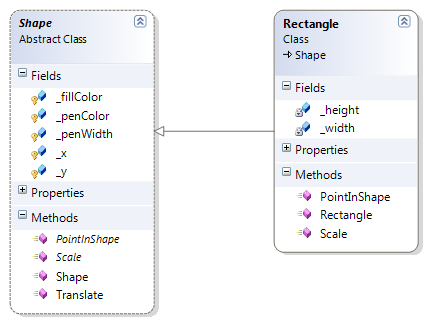 Shape
Abstract Class
Fields
_fillColor
_penColor
_penWidth
_x
_y
Properties
Methods
PointInShape
Scale
Shape
Translate
Rectangle
Class
Shape
Fields
_height
_width
Properties
Methods
PointInShape
Rectangle
Scale